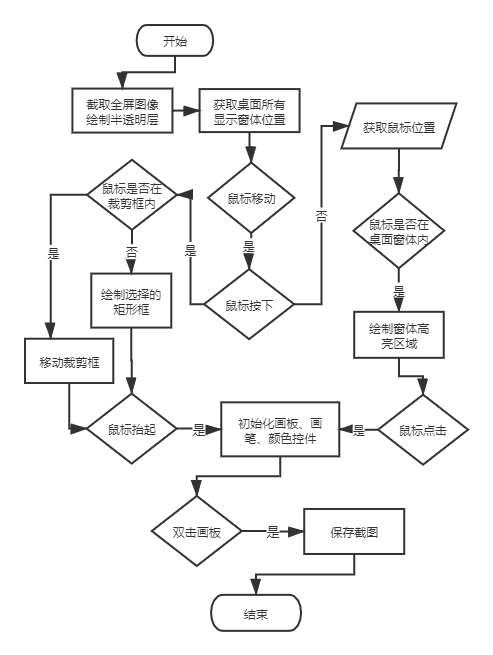 开始
截取全屏图像
绘制半透明层
获取桌面所有
显示窗体位置
获取鼠标位置
鼠标是否在
裁剪框内
鼠标移动
否
鼠标是否在
桌面窗体内
是
否
是
是
是
绘制选择的
矩形框
鼠标按下
绘制窗体高
亮区域
移动裁剪框
鼠标抬起
是
初始化画板、画
笔、颜色控件
是
鼠标点击
双击画板
是
保存截图
结束